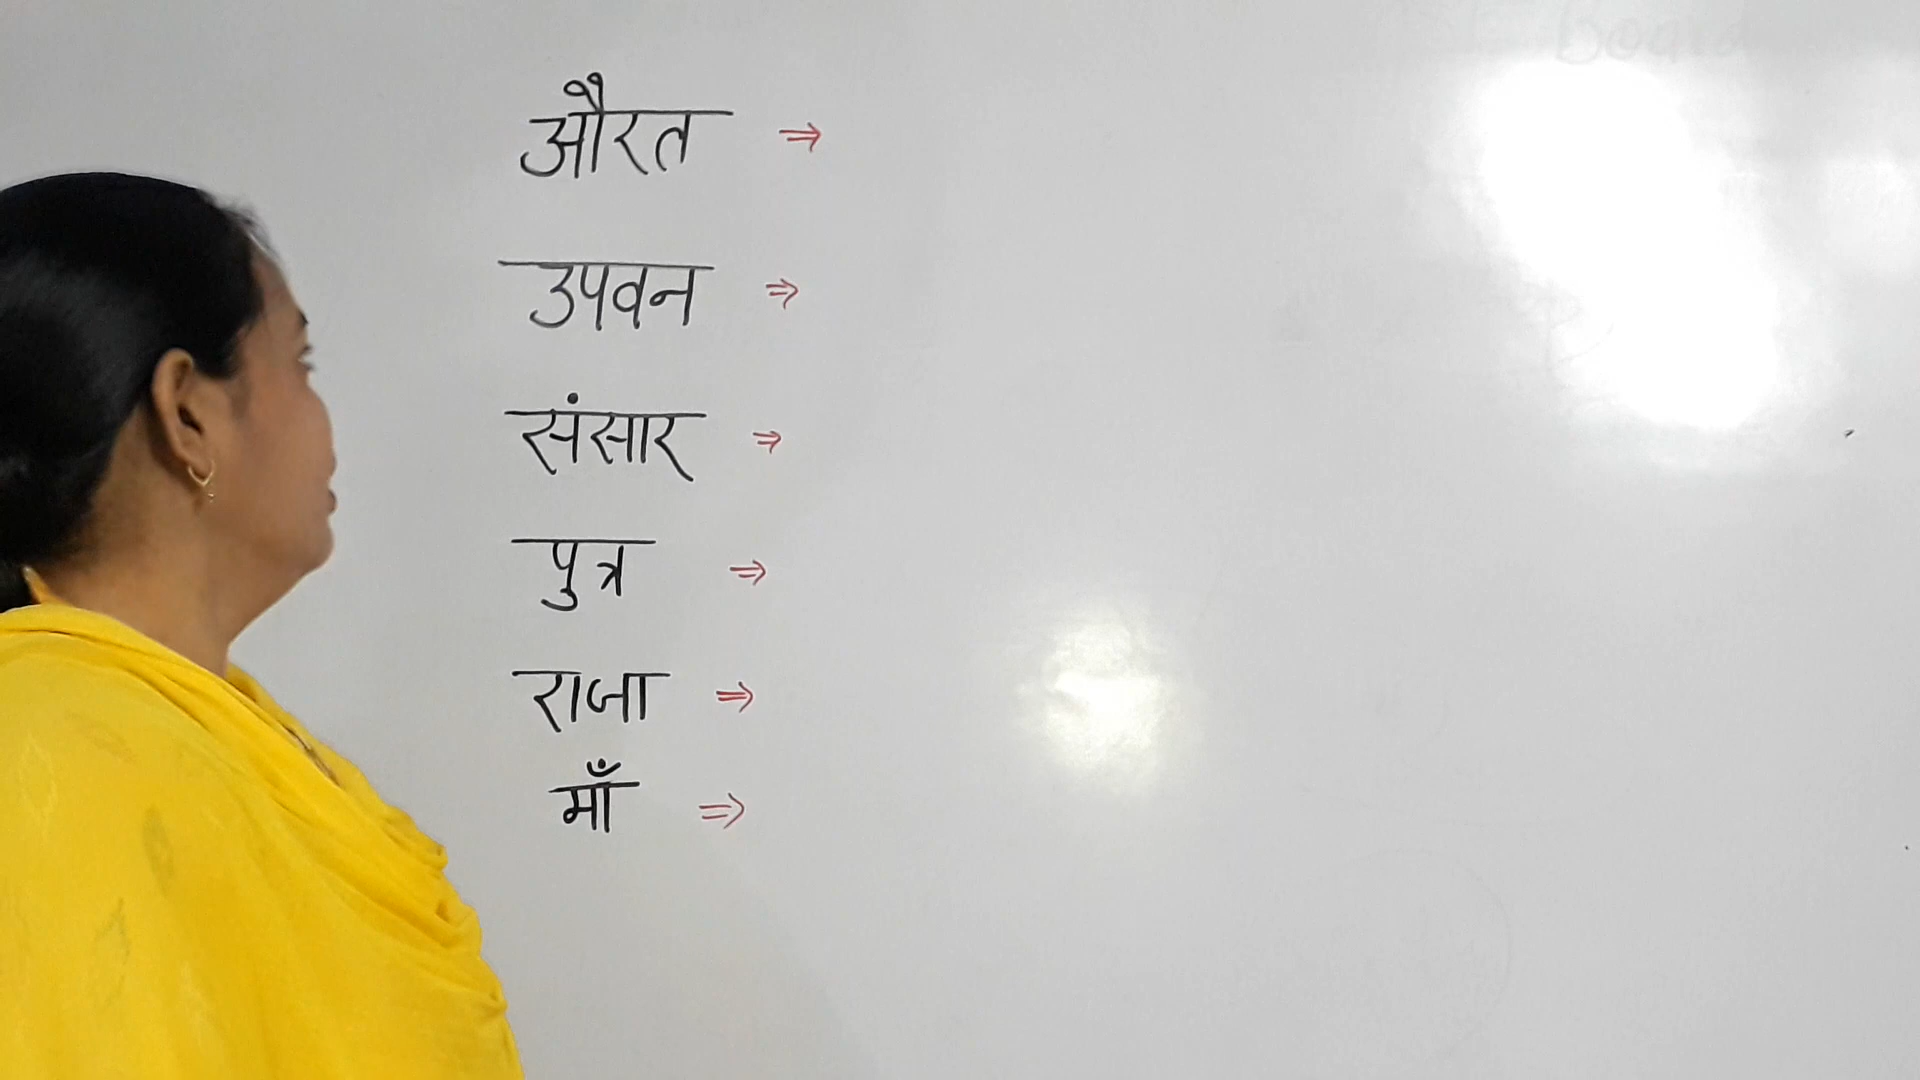 औरत ⇒
उपवन ⇒
संसार ⇒
पुत्र ⇒
राजा ⇒
माँ ⇒